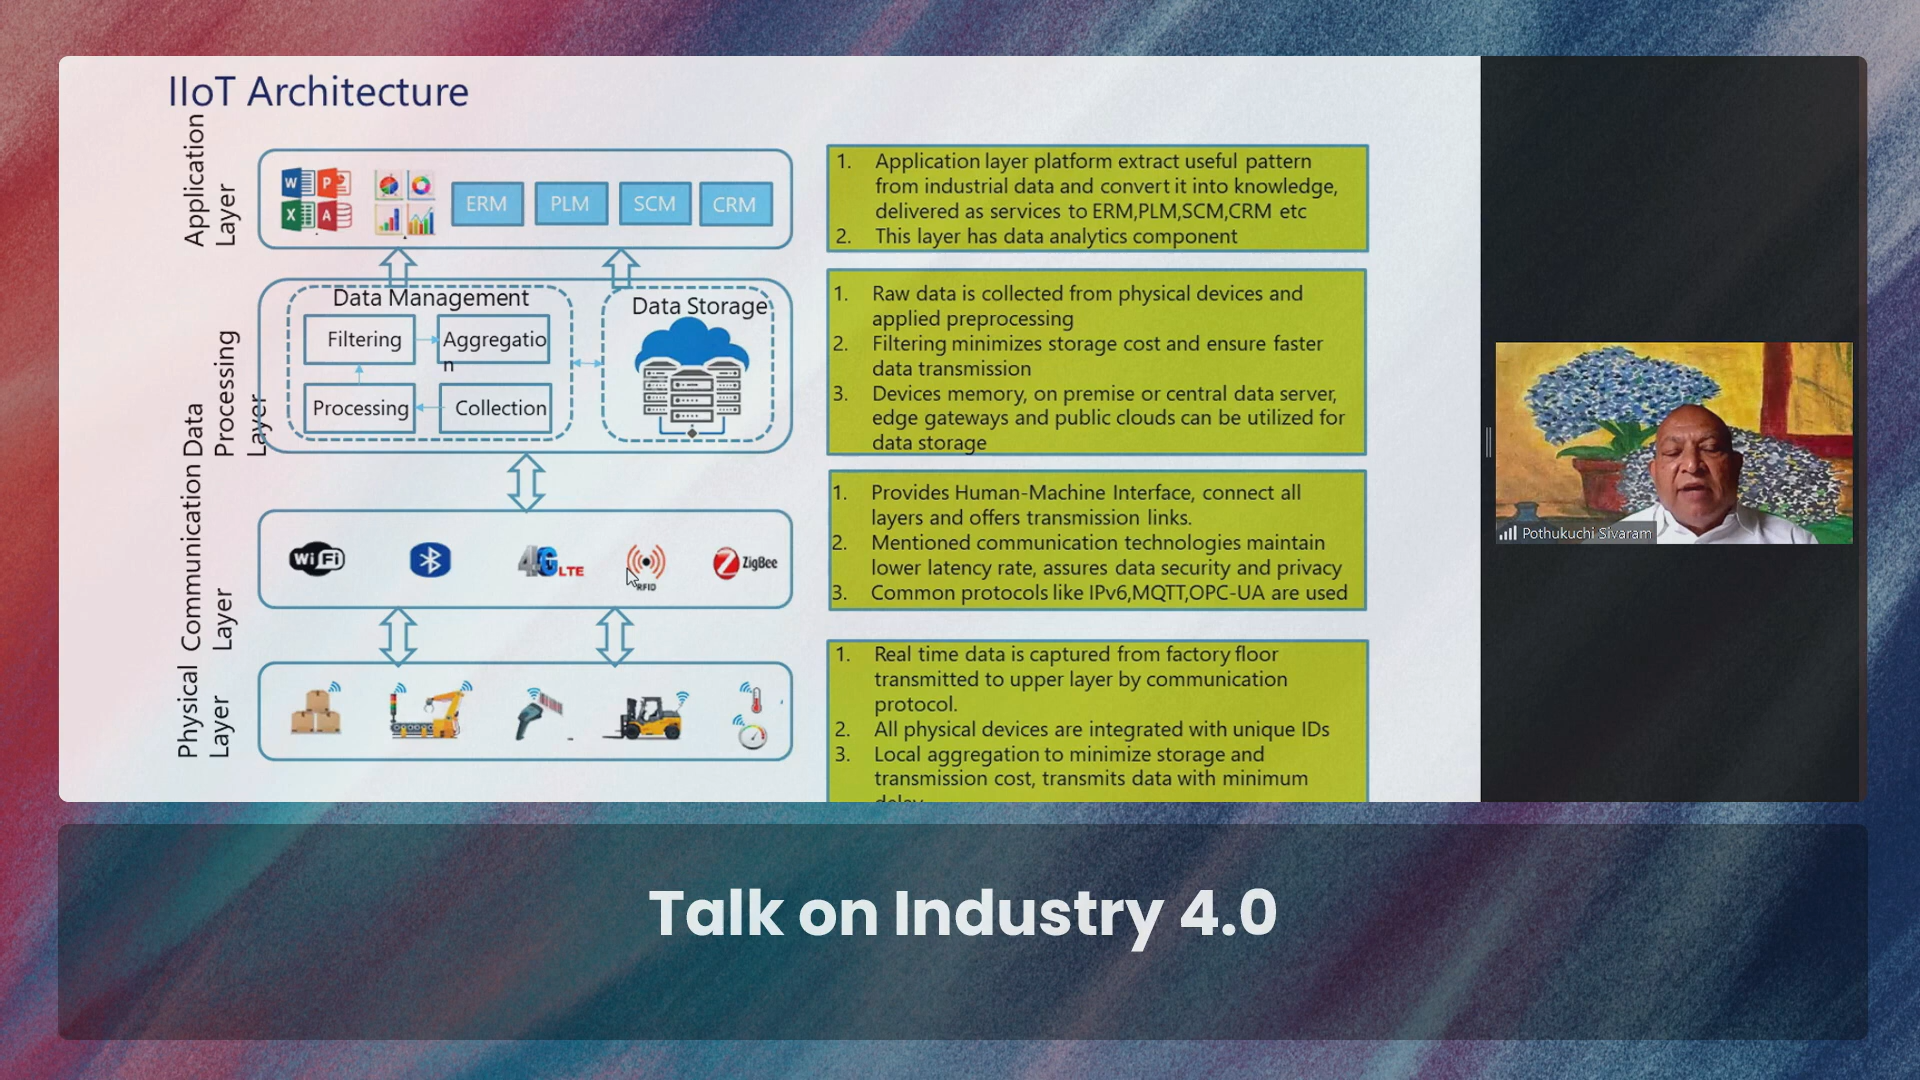 IIoT Architecture
Application
Layer
W
P
X
A
ERM
PLM
SCM
CRM
1. Application layer platform extract useful pattern
from industrial data and convert it into knowledge,
delivered as services to ERM,PLM,SCM,CRM etc
2. This layer has data analytics component
Data
Processing
Layer
Data Management
Filtering
Aggregatio
n
Processing
Collection
Data Storage
1. Raw data is collected from physical devices and
applied preprocessing
2. Filtering minimizes storage cost and ensure faster
data transmission
3. Devices memory, on premise or central data server,
edge gateways and public clouds can be utilized for
data storage
Communication
Layer
WiFi
4G LTE
RFID
ZigBee
1. Provides Human-Machine Interface, connect all
layers and offers transmission links.
2. Mentioned communication technologies maintain
lower latency rate, assures data security and privacy
3. Common protocols like IPv6,MQTT,OPC-UA are used
Physical
Layer
1. Real time data is captured from factory floor
transmitted to upper layer by communication
protocol.
2. All physical devices are integrated with unique IDs
3. Local aggregation to minimize storage and
transmission cost, transmits data with minimum
Pothukuchi Sivaram
Talk on Industry 4.0